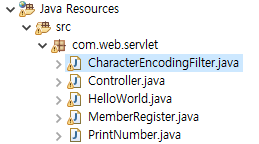 Java Resources
src
com.web.servlet
CharacterEncodingFilter.java
Controller.java
HelloWorld.java
MemberRegister.java
PrintNumber.java